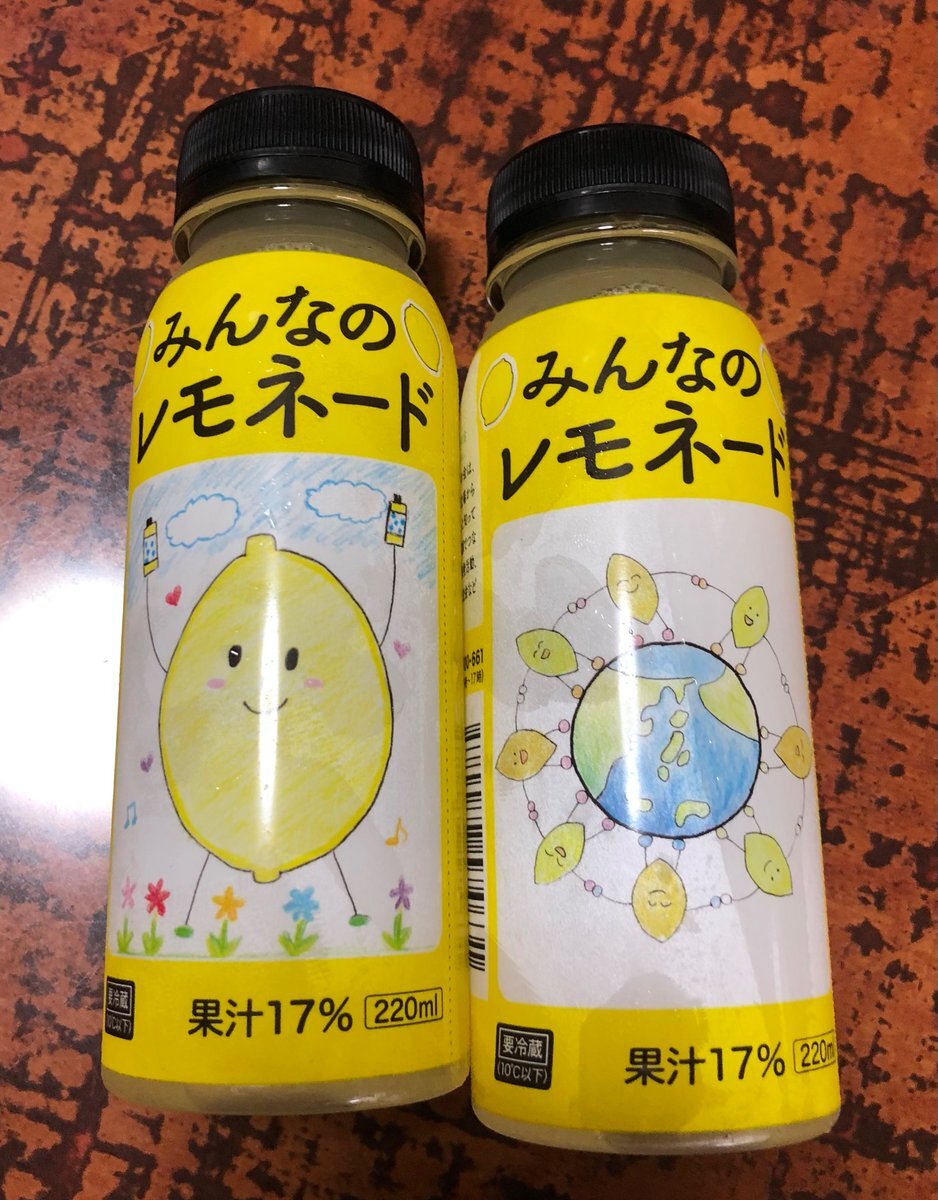 みんなの
レモネード
要冷蔵
(10℃以下)
果汁17% 220ml
みんなの
レモネード
要冷蔵
(10℃以下)
果汁17% 220ml